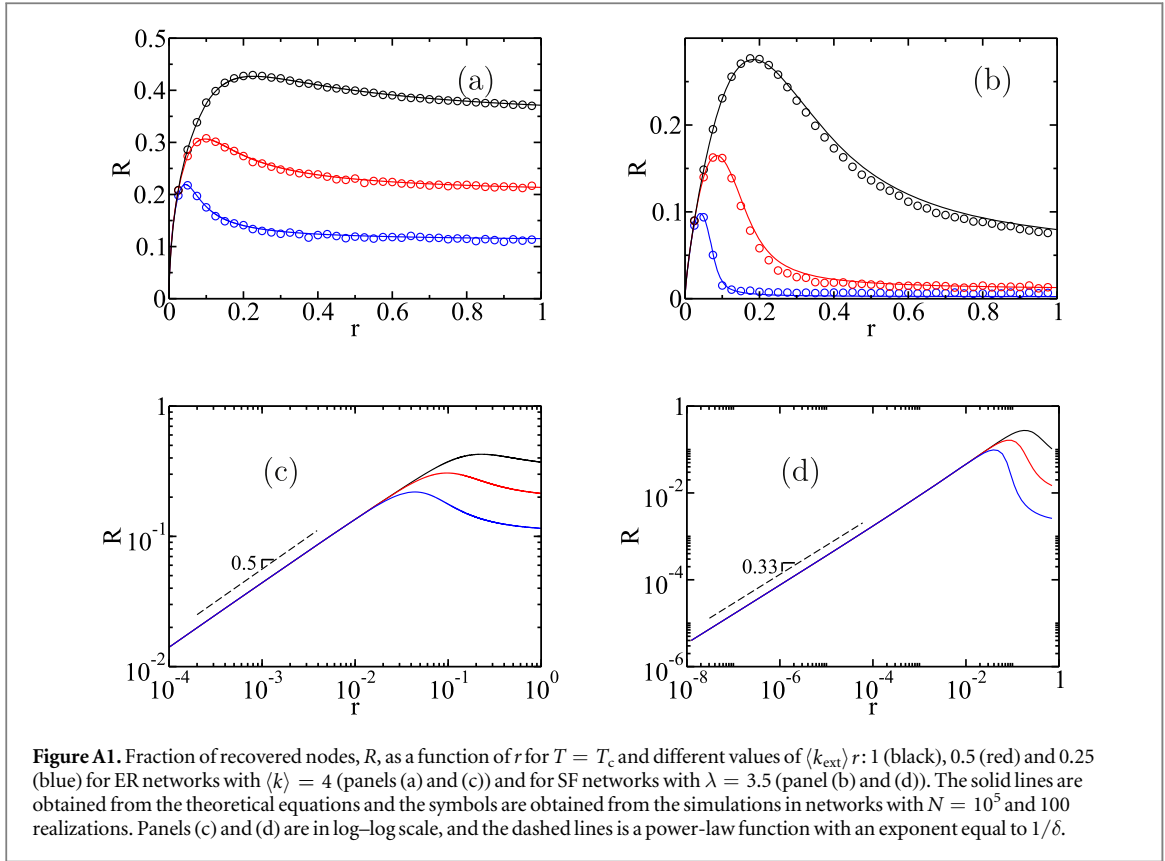 0.5
0.4
0.3
0.2
0.1
0
R
(a)
0 0.2 0.4 0.6 0.8 1
r
0.2
0.1
0
R
(b)
0 0.2 0.4 0.6 0.8 1
r
1
10^-1
10^-2
R
(c)
0.5
10^-4 10^-3 10^-2 10^-1 10^0
r
1
10^-2
10^-4
10^-6
R
(d)
0.33
10^-8 10^-6 10^-4 10^-2 1
r
Figure A1. Fraction of recovered nodes, R, as a function of r for T = T_c and different values of ⟨k_ext⟩ r: 1 (black), 0.5 (red) and 0.25
(blue) for ER networks with ⟨k⟩ = 4 (panels (a) and (c)) and for SF networks with λ = 3.5 (panel (b) and (d)). The solid lines are
obtained from the theoretical equations and the symbols are obtained from the simulations in networks with N = 10^5 and 100
realizations. Panels (c) and (d) are in log–log scale, and the dashed lines is a power-law function with an exponent equal to 1/δ.